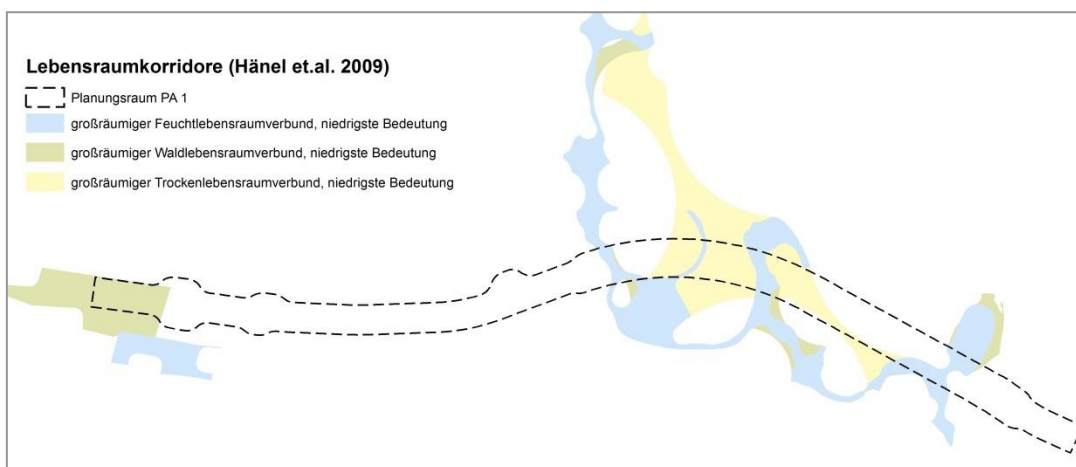 Lebensraumkorridore (Hänel et.al. 2009)
Planungsraum PA 1
großräumiger Feuchtlebensraumverbund, niedrigste Bedeutung
großräumiger Waldlebensraumverbund, niedrigste Bedeutung
großräumiger Trockenlebensraumverbund, niedrigste Bedeutung